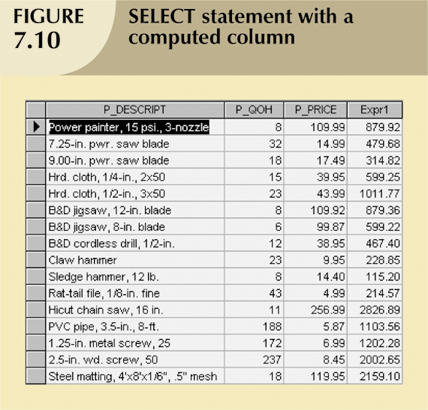 FIGURE 7.10
SELECT statement with a computed column
P_DESCRIPT P_QOH P_PRICE Expr1
Power painter, 15 psi., 3-nozzle 8 109.99 879.92
7.25-in. pwr. saw blade 32 14.99 479.68
9.00-in. pwr. saw blade 18 17.49 314.82
Hrd. cloth, 1/4-in., 2x50 15 39.95 599.25
Hrd. cloth, 1/2-in., 3x50 23 43.99 1011.77
B&D jigsaw, 12-in. blade 8 109.92 879.36
B&D jigsaw, 8-in. blade 6 99.87 599.22
B&D cordless drill, 1/2-in. 12 38.95 467.40
Claw hammer 23 9.95 228.85
Sledge hammer, 12 lb. 8 14.40 115.20
Rat-tail file, 1/8-in. fine 43 4.99 214.57
Hicut chain saw, 16 in. 11 256.99 2826.89
PVC pipe, 3.5-in., 8-ft. 188 5.87 1103.56
1.25-in. metal screw, 25 172 6.99 1202.28
2.5-in. wd. screw, 50 237 8.45 2002.65
Steel matting, 4'x8'x1/6", .5" mesh 18 119.95 2159.10